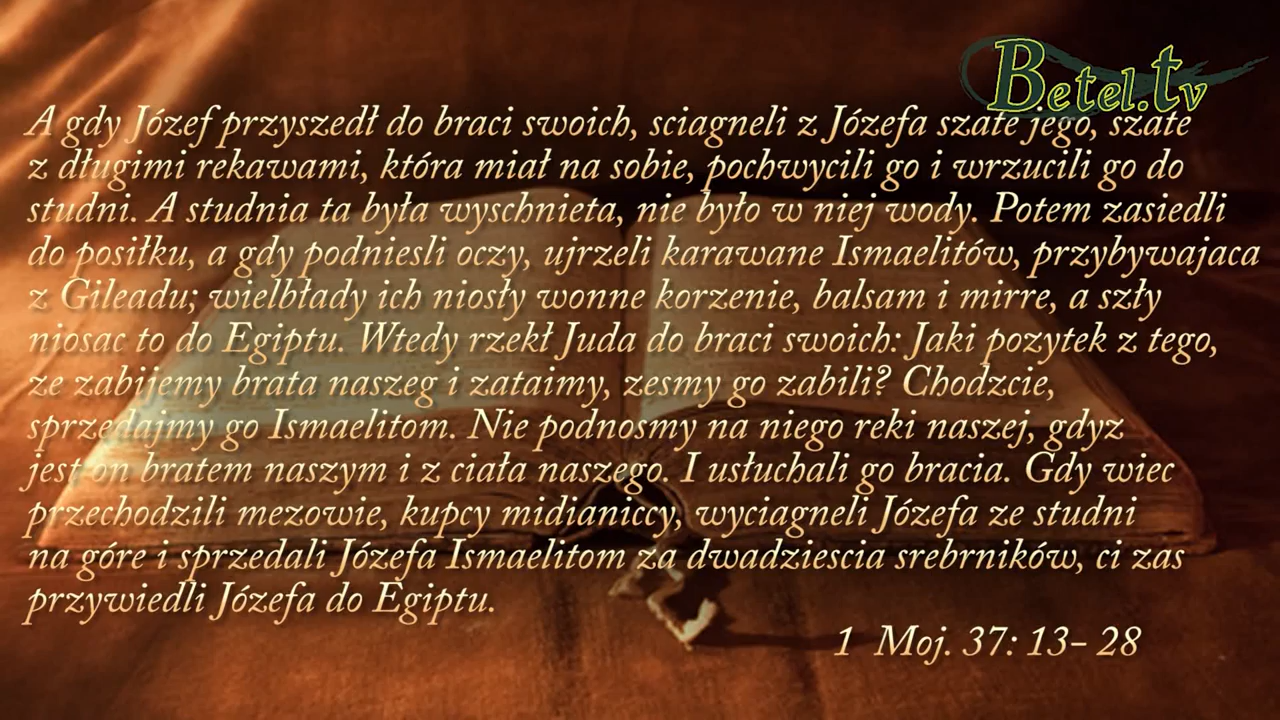 Betel.tv
A gdy Józef przyszedł do braci swoich, sciagneli z Józefa szate jego, szate
z długimi rekawami, która miał na sobie, pochwycili go i wrzucili go do
studni. A studnia ta była wyschnieta, nie było w niej wody. Potem zasiedli
do posiłku, a gdy podniesli oczy, ujrzeli karawane Ismaelitów, przybywajaca
z Gileadu; wielbłady ich niosły wonne korzenie, balsam i mirre, a szły
niosac to do Egiptu. Wtedy rzekł Juda do braci swoich: Jaki pozytek z tego,
ze zabijemy brata naszeg i zataimy, zesmy go zabili? Chodzcie,
sprzedajmy go Ismaelitom. Nie podnosmy na niego reki naszej, gdyz
jest on bratem naszym i z ciała naszego. I usłuchali go bracia. Gdy wiec
przechodzili mezowie, kupcy midianiccy, wyciagneli Józefa ze studni
na góre i sprzedali Józefa Ismaelitom za dwadziescia srebrników, ci zas
przywiedli Józefa do Egiptu.
1 Moj. 37: 13- 28